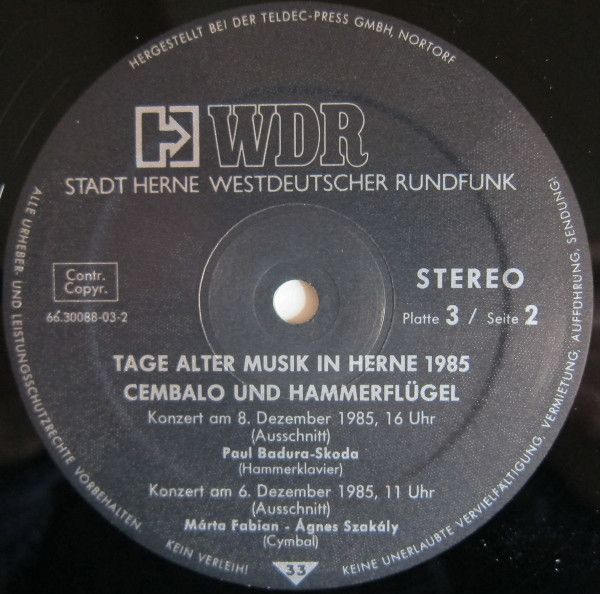 HERGESTELLT BEI DER TELDEC-PRESS GMBH, NORTORF
WDR
STADT HERNE WESTDEUTSCHER RUNDFUNK
Contr.
Copyr.
66.30088-03-2
STEREO
Platte 3 / Seite 2
TAGE ALTER MUSIK IN HERNE 1985
CEMBALO UND HAMMERFLÜGEL
Konzert am 8. Dezember 1985, 16 Uhr
(Ausschnitt)
Paul Badura-Skoda
(Hammerklavier)
Konzert am 6. Dezember 1985, 11 Uhr
(Ausschnitt)
Márta Fabian - Ágnes Szakály
(Cymbal)
33
ALLE URHEBER- UND LEISTUNGSSCHUTZRECHTE VORBEHALTEN.
KEIN VERLEIH!
KEINE UNERLAUBTE VERVIELFÄLTIGUNG, VERMIETUNG, AUFFÜHRUNG, SENDUNG!